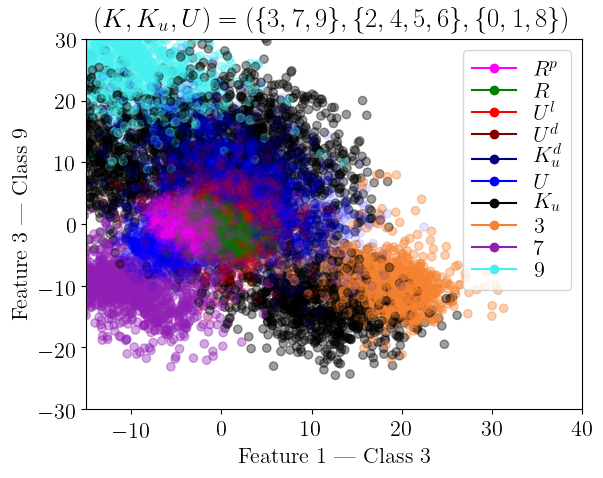 (K, K_u, U) = ({3, 7, 9}, {2, 4, 5, 6}, {0, 1, 8})
30
20
10
0
−10
−20
−30
Feature 3 — Class 9
R^p
R
U^l
U^d
K_u^d
U
K_u
3
7
9
−10
0
10
20
30
40
Feature 1 — Class 3